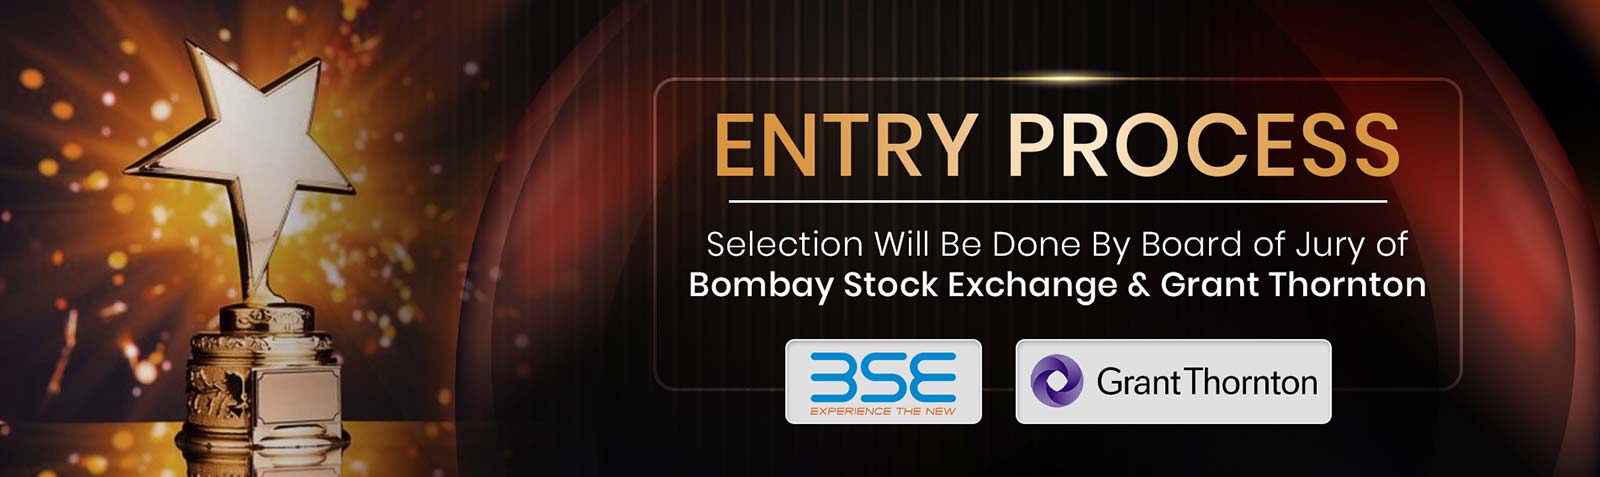 ENTRY PROCESS
Selection Will Be Done By Board of Jury of
Bombay Stock Exchange & Grant Thornton
BSE
EXPERIENCE THE NEW
Grant Thornton